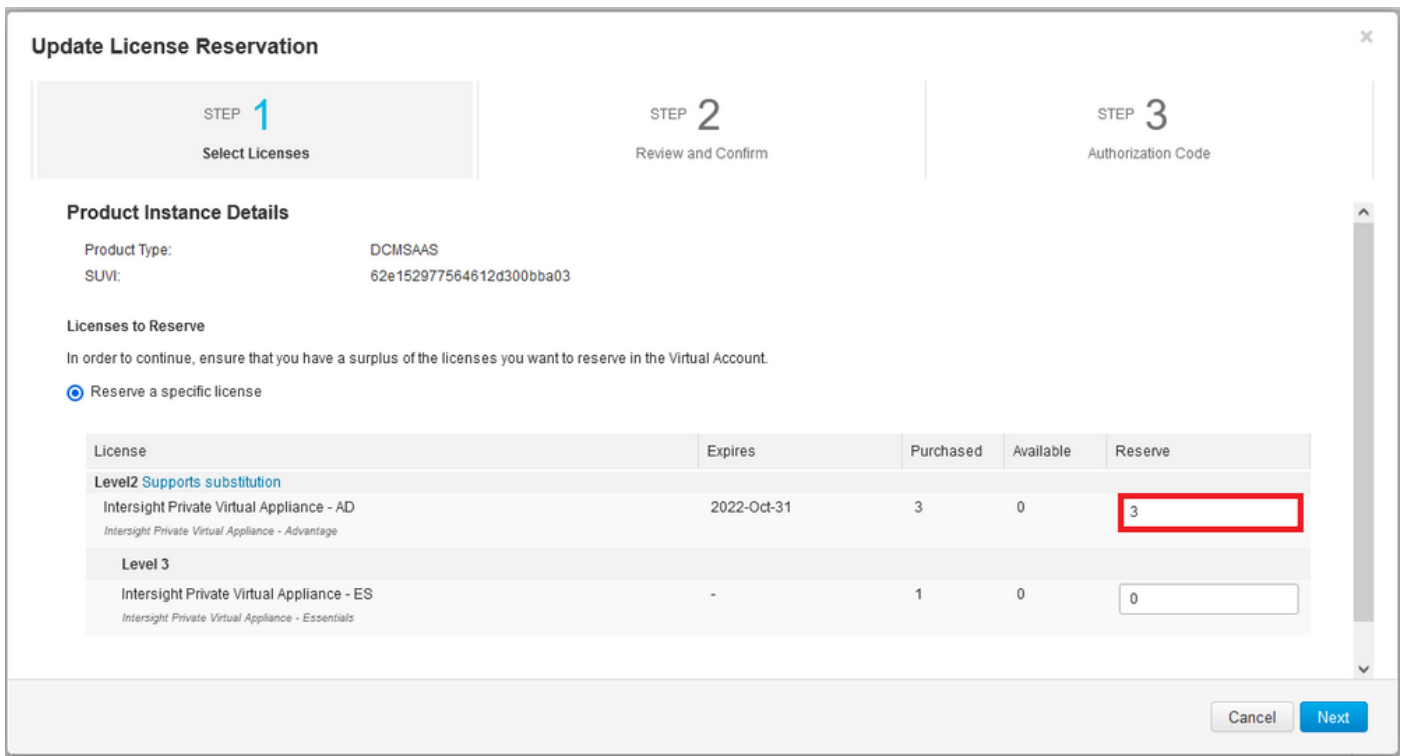 Update License Reservation
×
STEP 1
Select Licenses
STEP 2
Review and Confirm
STEP 3
Authorization Code
Product Instance Details
Product Type: DCMSAAS
SUVI: 62e152977564612d300bba03
Licenses to Reserve
In order to continue, ensure that you have a surplus of the licenses you want to reserve in the Virtual Account.
Reserve a specific license
License Expires Purchased Available Reserve
Level2 Supports substitution
Intersight Private Virtual Appliance - AD 2022-Oct-31 3 0 3
Intersight Private Virtual Appliance - Advantage
Level 3
Intersight Private Virtual Appliance - ES - 1 0 0
Intersight Private Virtual Appliance - Essentials
Cancel Next